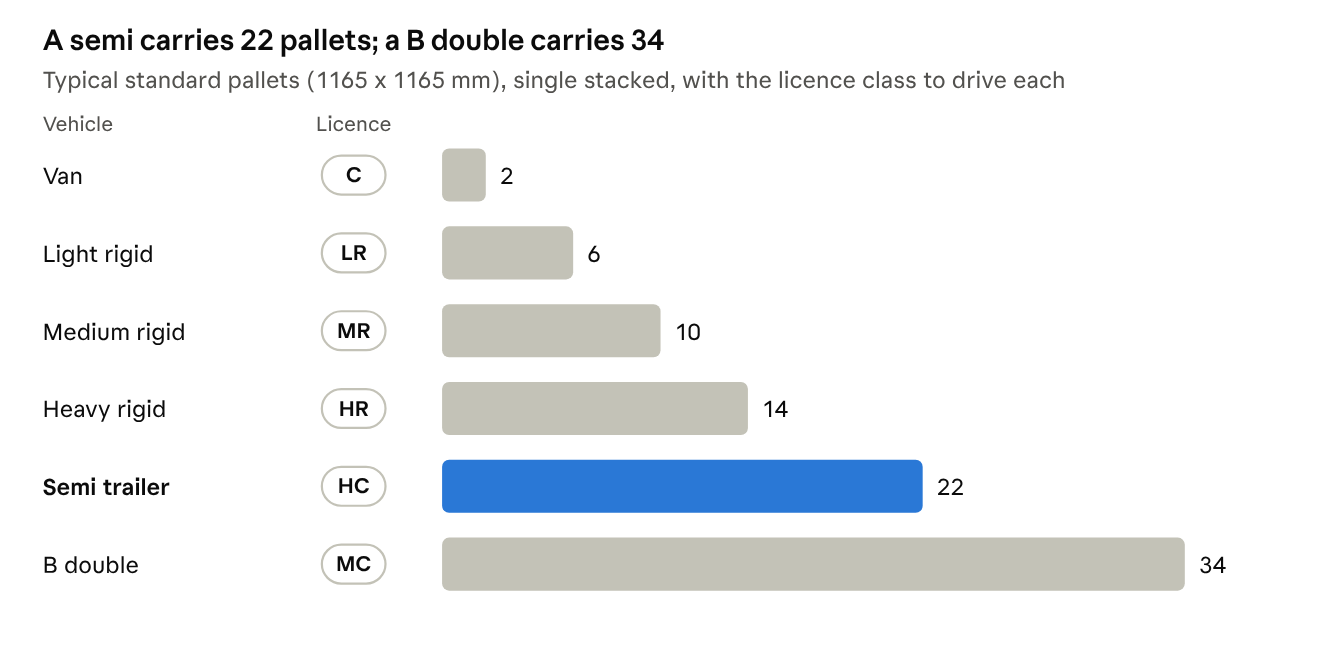 A semi carries 22 pallets; a B double carries 34
Typical standard pallets (1165 x 1165 mm), single stacked, with the licence class to drive each
Vehicle Licence
Van C 2
Light rigid LR 6
Medium rigid MR 10
Heavy rigid HR 14
Semi trailer HC 22
B double MC 34